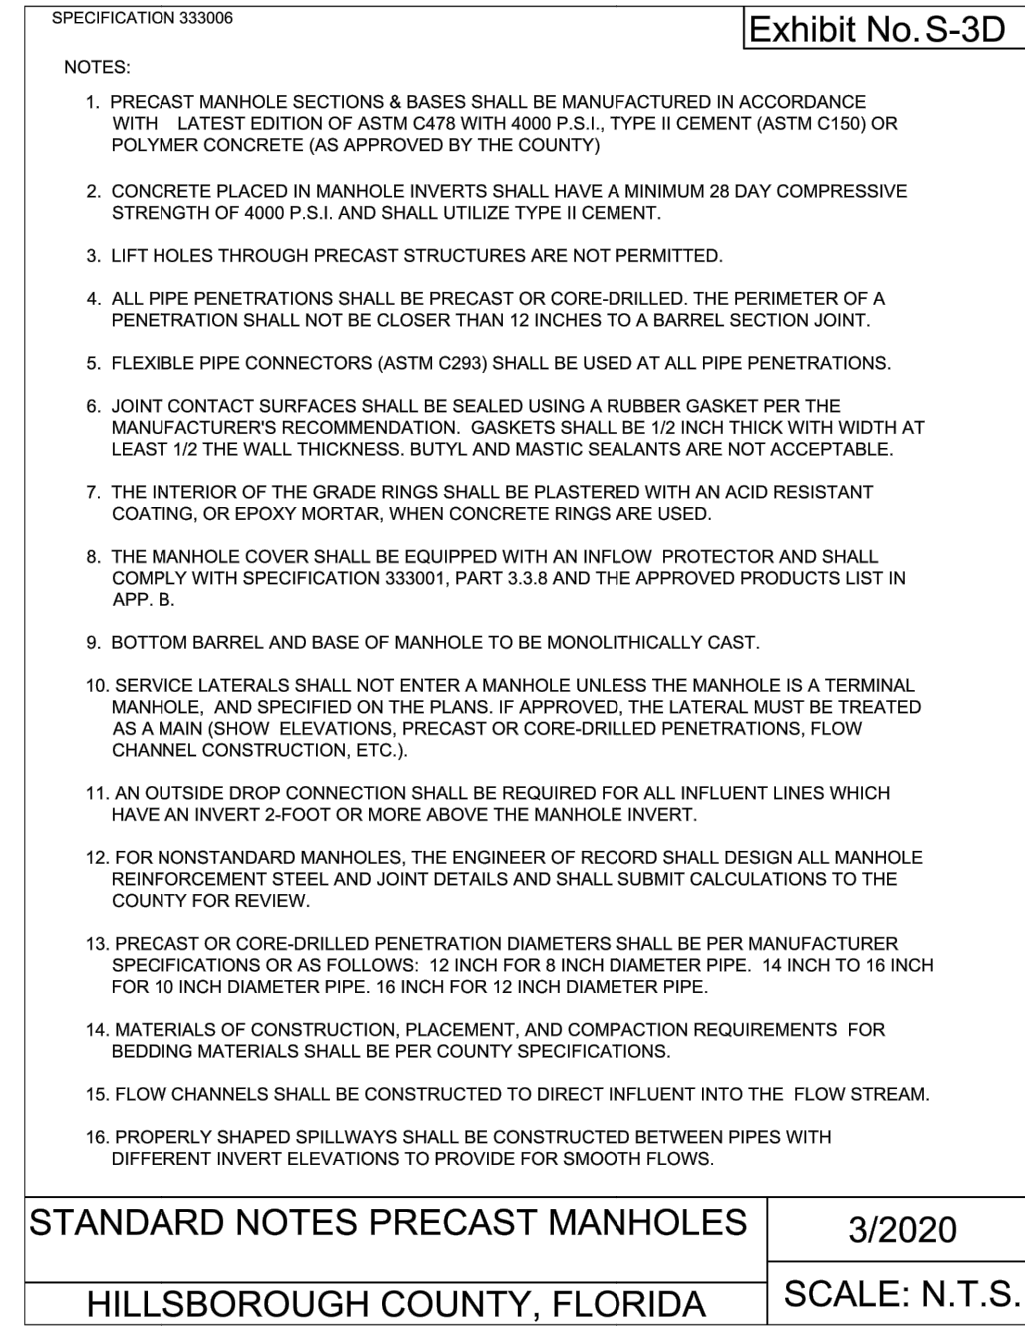 SPECIFICATION 333006
Exhibit No. S-3D
NOTES:
1. PRECAST MANHOLE SECTIONS & BASES SHALL BE MANUFACTURED IN ACCORDANCE
WITH LATEST EDITION OF ASTM C478 WITH 4000 P.S.I., TYPE II CEMENT (ASTM C150) OR
POLYMER CONCRETE (AS APPROVED BY THE COUNTY)
2. CONCRETE PLACED IN MANHOLE INVERTS SHALL HAVE A MINIMUM 28 DAY COMPRESSIVE
STRENGTH OF 4000 P.S.I. AND SHALL UTILIZE TYPE II CEMENT.
3. LIFT HOLES THROUGH PRECAST STRUCTURES ARE NOT PERMITTED.
4. ALL PIPE PENETRATIONS SHALL BE PRECAST OR CORE-DRILLED. THE PERIMETER OF A
PENETRATION SHALL NOT BE CLOSER THAN 12 INCHES TO A BARREL SECTION JOINT.
5. FLEXIBLE PIPE CONNECTORS (ASTM C293) SHALL BE USED AT ALL PIPE PENETRATIONS.
6. JOINT CONTACT SURFACES SHALL BE SEALED USING A RUBBER GASKET PER THE
MANUFACTURER'S RECOMMENDATION. GASKETS SHALL BE 1/2 INCH THICK WITH WIDTH AT
LEAST 1/2 THE WALL THICKNESS. BUTYL AND MASTIC SEALANTS ARE NOT ACCEPTABLE.
7. THE INTERIOR OF THE GRADE RINGS SHALL BE PLASTERED WITH AN ACID RESISTANT
COATING, OR EPOXY MORTAR, WHEN CONCRETE RINGS ARE USED.
8. THE MANHOLE COVER SHALL BE EQUIPPED WITH AN INFLOW PROTECTOR AND SHALL
COMPLY WITH SPECIFICATION 333001, PART 3.3.8 AND THE APPROVED PRODUCTS LIST IN
APP. B.
9. BOTTOM BARREL AND BASE OF MANHOLE TO BE MONOLITHICALLY CAST.
10. SERVICE LATERALS SHALL NOT ENTER A MANHOLE UNLESS THE MANHOLE IS A TERMINAL
MANHOLE, AND SPECIFIED ON THE PLANS. IF APPROVED, THE LATERAL MUST BE TREATED
AS A MAIN (SHOW ELEVATIONS, PRECAST OR CORE-DRILLED PENETRATIONS, FLOW
CHANNEL CONSTRUCTION, ETC.).
11. AN OUTSIDE DROP CONNECTION SHALL BE REQUIRED FOR ALL INFLUENT LINES WHICH
HAVE AN INVERT 2-FOOT OR MORE ABOVE THE MANHOLE INVERT.
12. FOR NONSTANDARD MANHOLES, THE ENGINEER OF RECORD SHALL DESIGN ALL MANHOLE
REINFORCEMENT STEEL AND JOINT DETAILS AND SHALL SUBMIT CALCULATIONS TO THE
COUNTY FOR REVIEW.
13. PRECAST OR CORE-DRILLED PENETRATION DIAMETERS SHALL BE PER MANUFACTURER
SPECIFICATIONS OR AS FOLLOWS: 12 INCH FOR 8 INCH DIAMETER PIPE. 14 INCH TO 16 INCH
FOR 10 INCH DIAMETER PIPE. 16 INCH FOR 12 INCH DIAMETER PIPE.
14. MATERIALS OF CONSTRUCTION, PLACEMENT, AND COMPACTION REQUIREMENTS FOR
BEDDING MATERIALS SHALL BE PER COUNTY SPECIFICATIONS.
15. FLOW CHANNELS SHALL BE CONSTRUCTED TO DIRECT INFLUENT INTO THE FLOW STREAM.
16. PROPERLY SHAPED SPILLWAYS SHALL BE CONSTRUCTED BETWEEN PIPES WITH
DIFFERENT INVERT ELEVATIONS TO PROVIDE FOR SMOOTH FLOWS.
STANDARD NOTES PRECAST MANHOLES
3/2020
HILLSBOROUGH COUNTY, FLORIDA
SCALE: N.T.S.